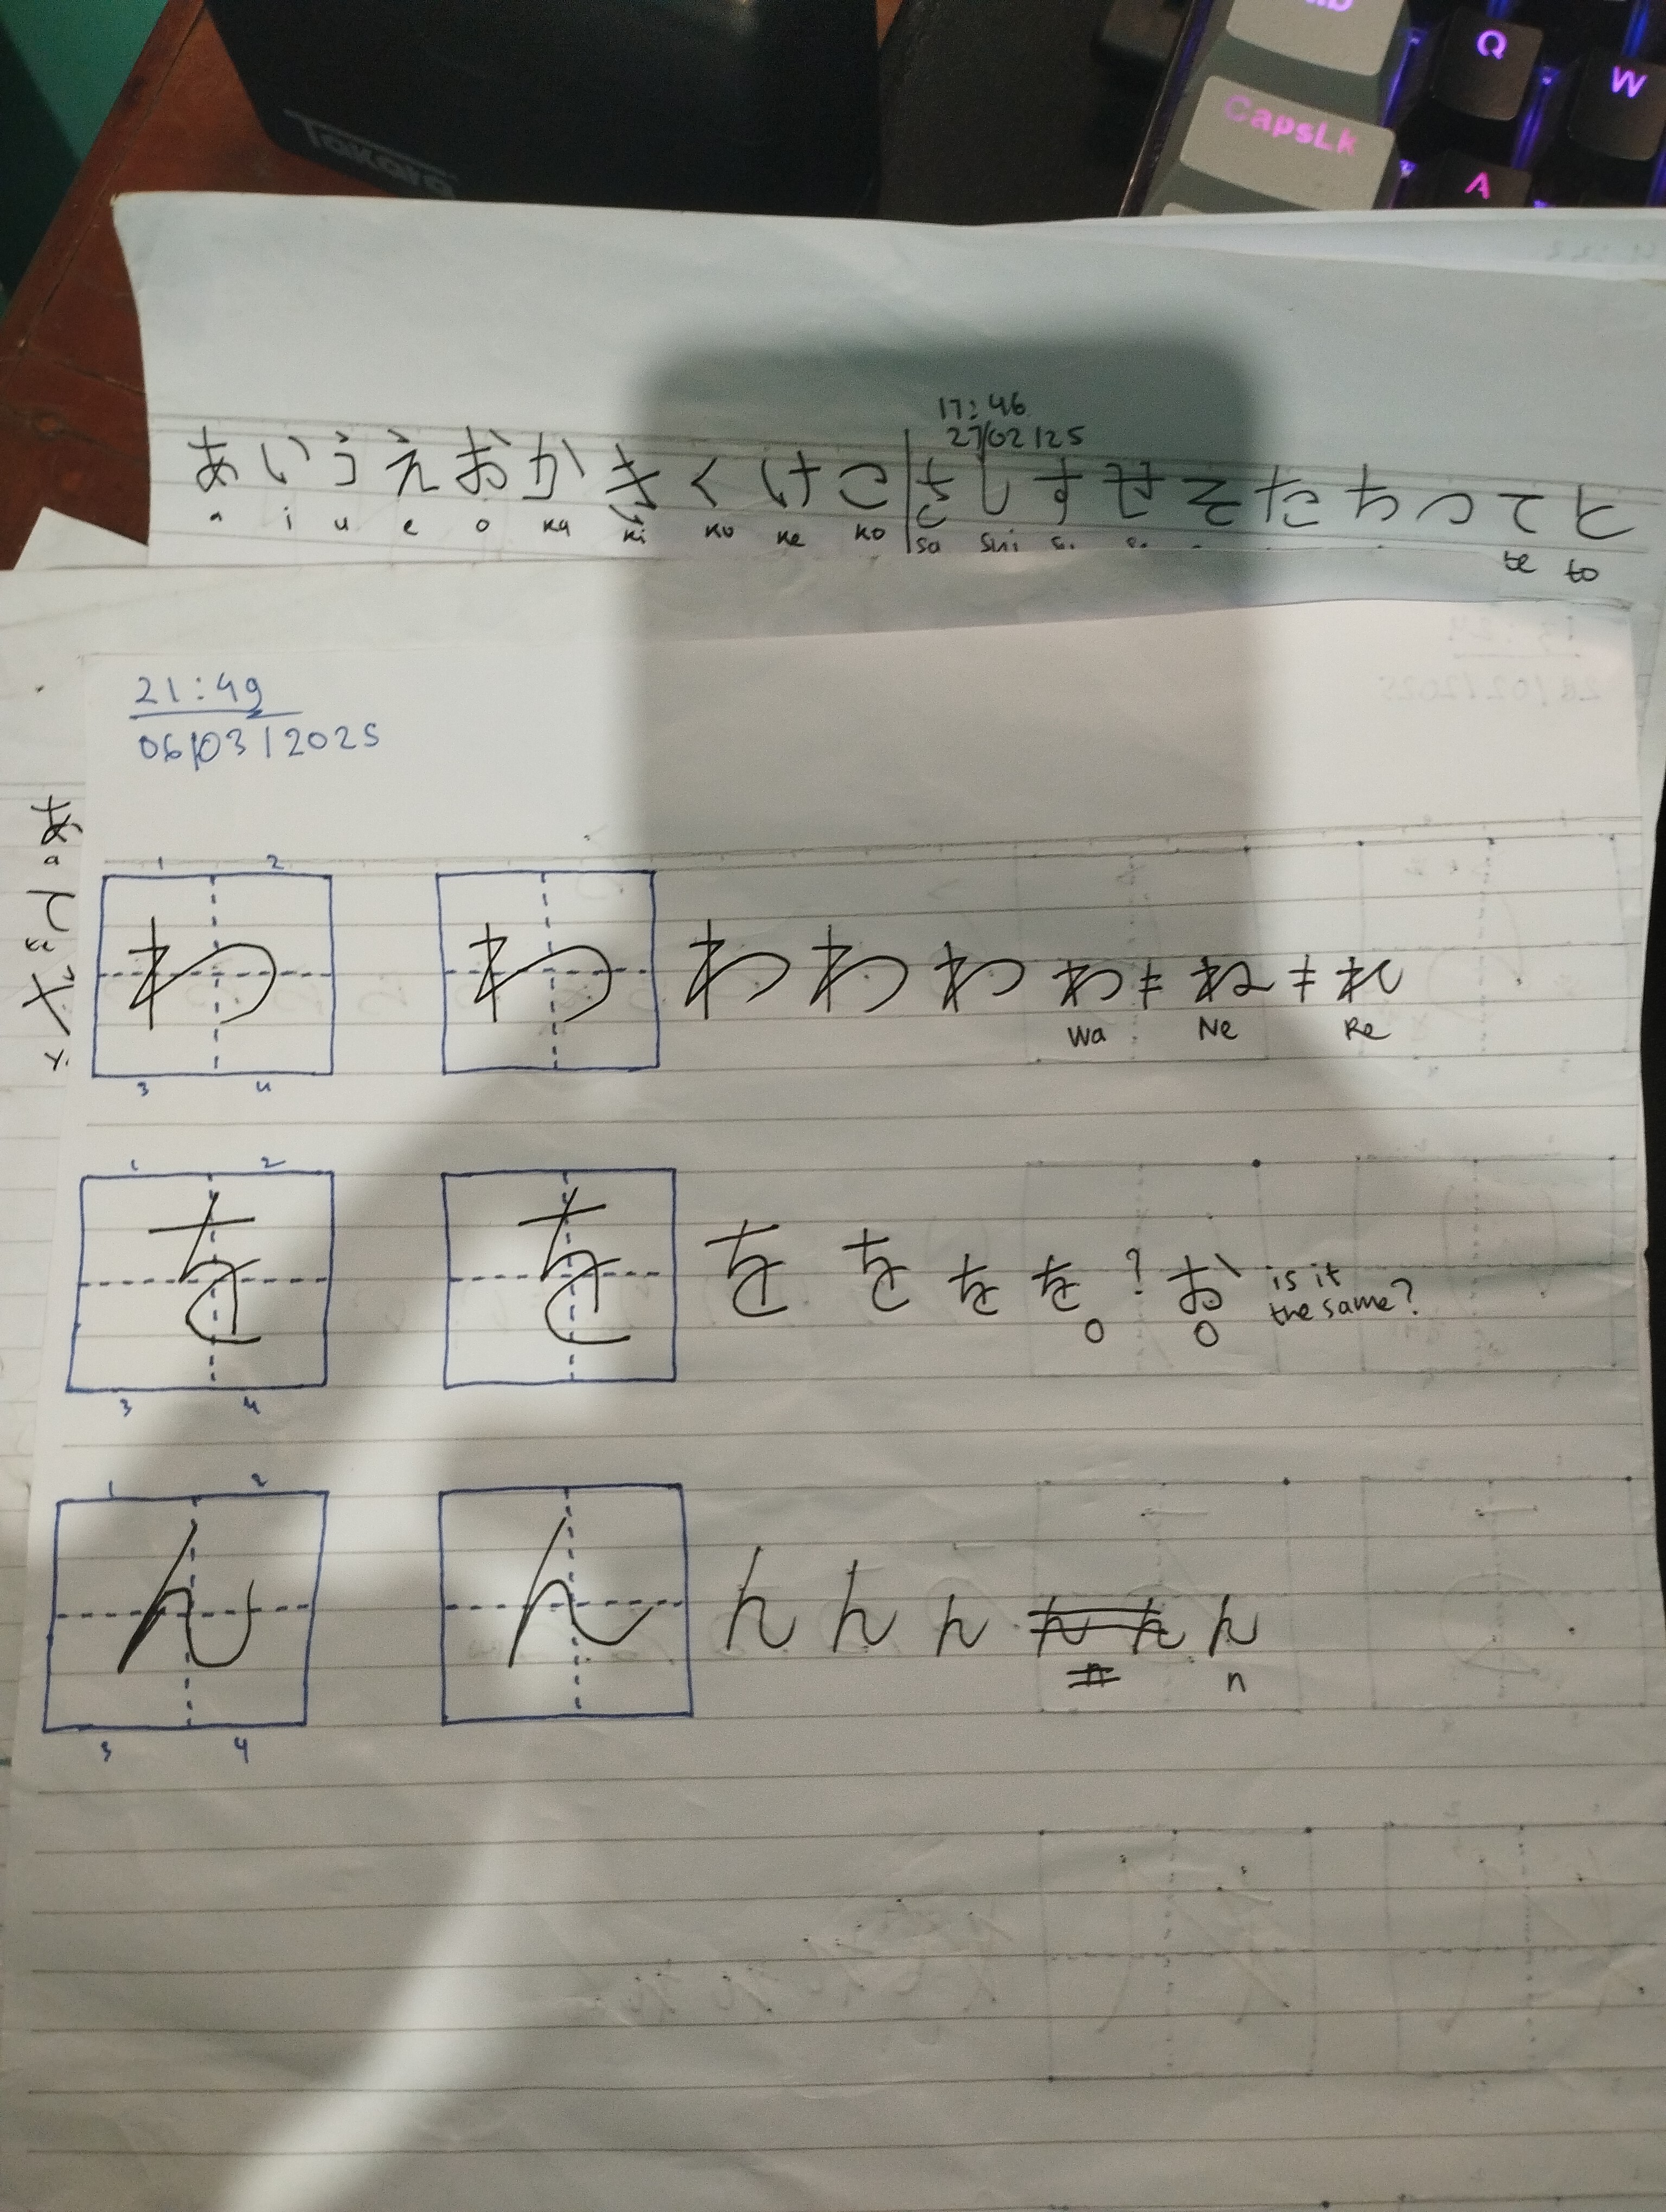 Q
W
CapsLk
A
Takara
17:46
27/02/25
あいうえおかきくけこ|さしすせそたちつてと
a i u e o ka ki ku ke ko sa shi te to
21:49
06/03/2025
あ
a
1 2
わ わ わ わ わ わ ≠ ね ≠ れ
Wa Ne Re
3 4
1 2
を を を を を を ? お is it the same?
o o
3 4
1 2
ん ん ん ん ん ん
n
3 4